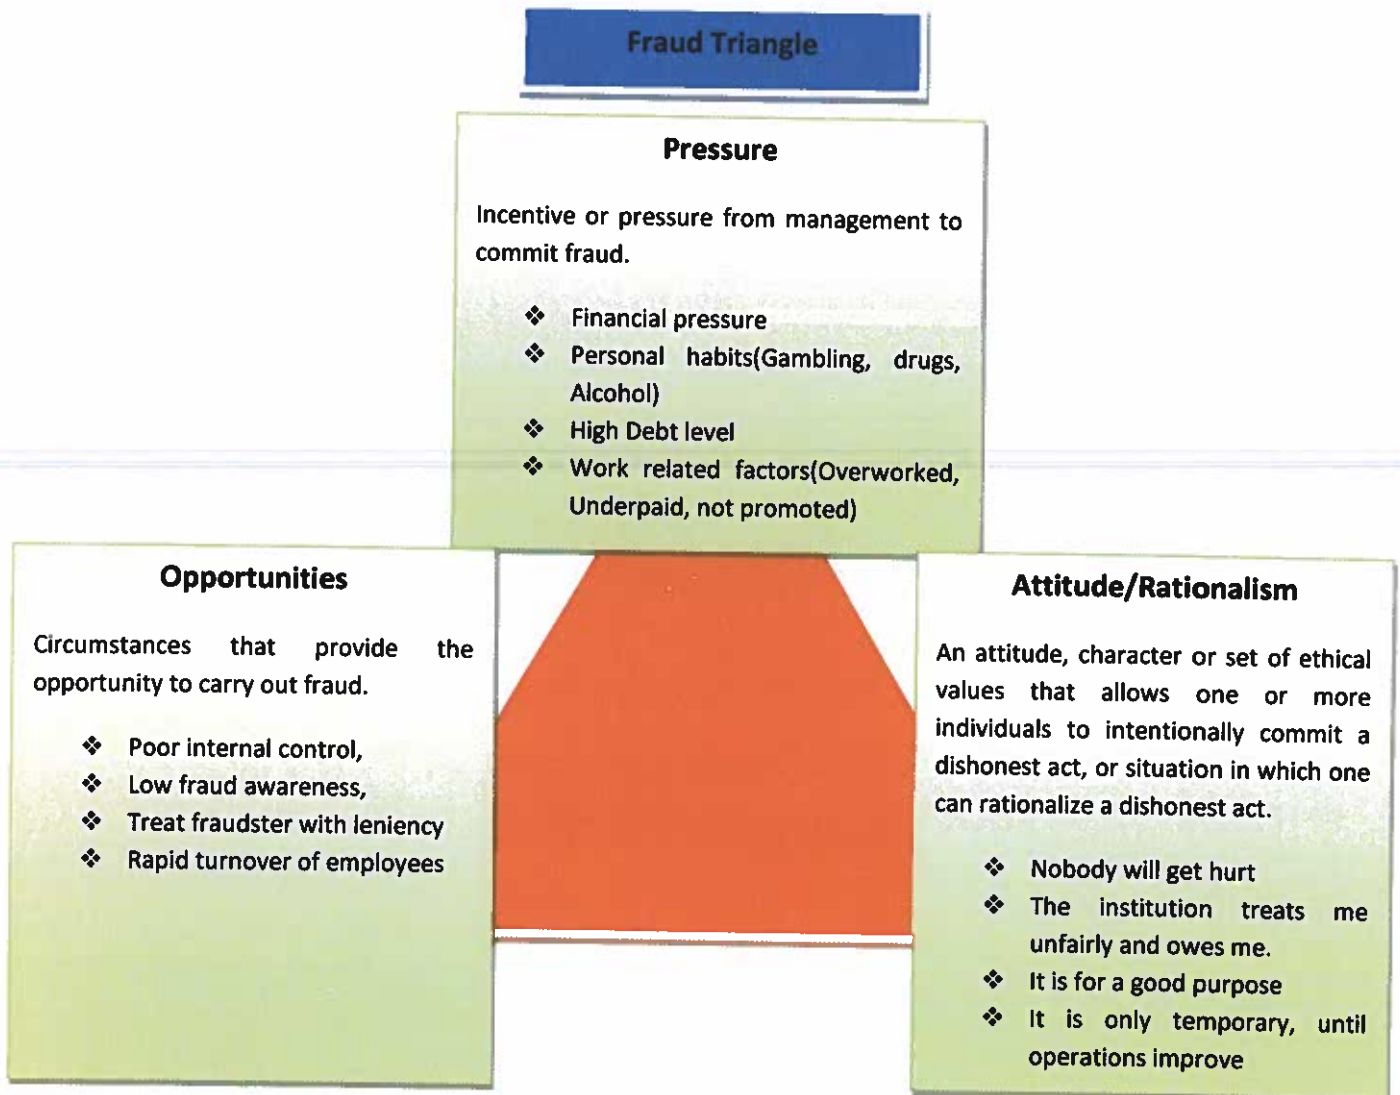 Fraud Triangle
Pressure
Incentive or pressure from management to
commit fraud.
❖ Financial pressure
❖ Personal habits(Gambling, drugs,
Alcohol)
❖ High Debt level
❖ Work related factors(Overworked,
Underpaid, not promoted)
Opportunities
Circumstances that provide the
opportunity to carry out fraud.
❖ Poor internal control,
❖ Low fraud awareness,
❖ Treat fraudster with leniency
❖ Rapid turnover of employees
Attitude/Rationalism
An attitude, character or set of ethical
values that allows one or more
individuals to intentionally commit a
dishonest act, or situation in which one
can rationalize a dishonest act.
❖ Nobody will get hurt
❖ The institution treats me
unfairly and owes me.
❖ It is for a good purpose
❖ It is only temporary, until
operations improve